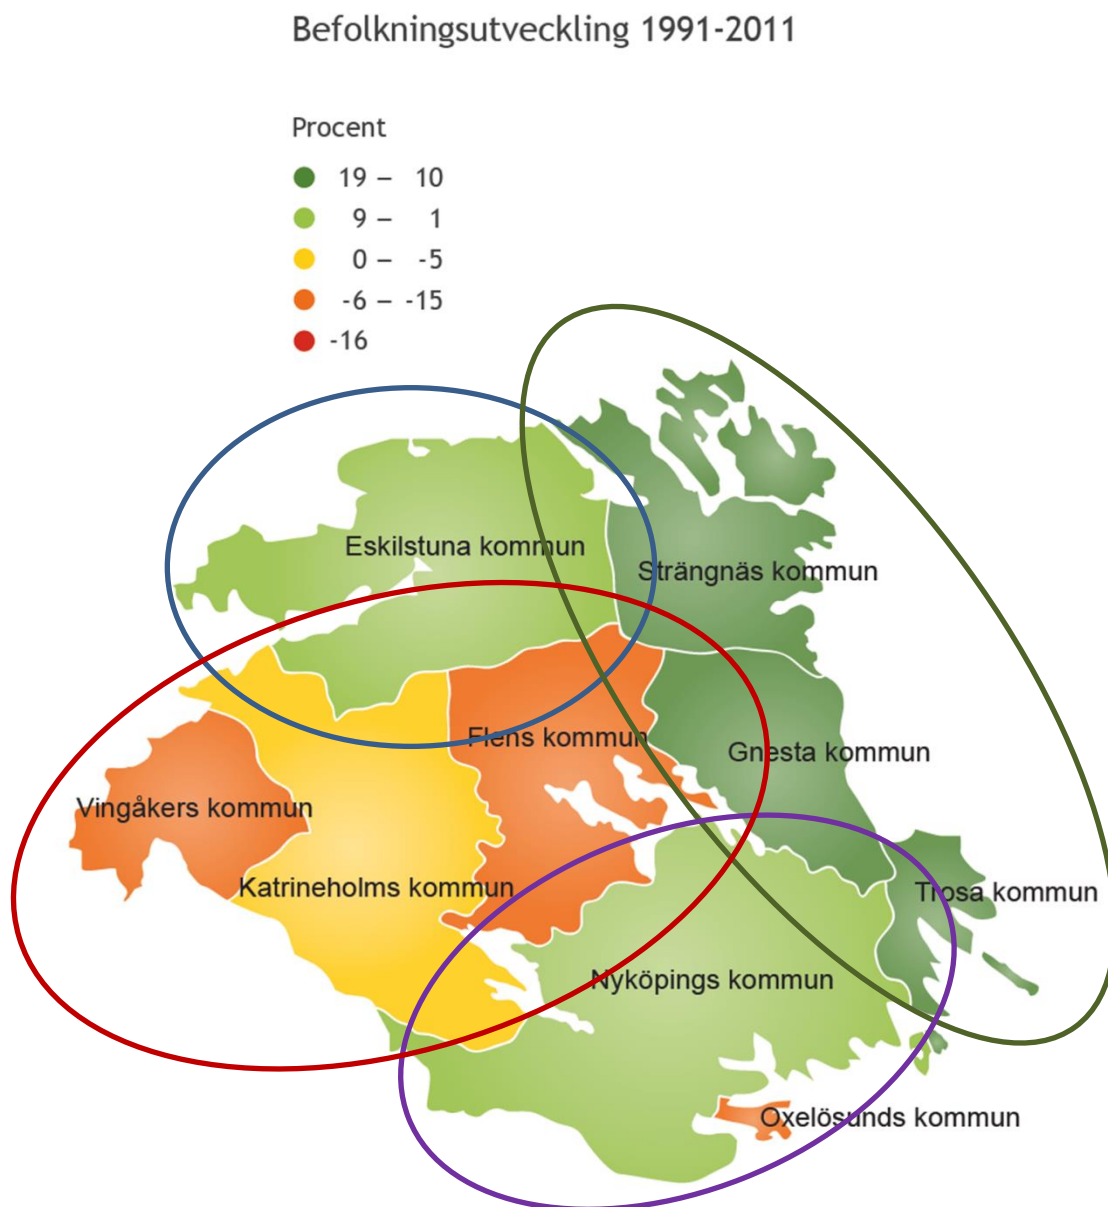 Befolkningsutveckling 1991-2011
Procent
19 – 10
9 – 1
0 – -5
-6 – -15
-16
Eskilstuna kommun
Strängnäs kommun
Flens kommun
Gnesta kommun
Vingåkers kommun
Katrineholms kommun
Trosa kommun
Nyköpings kommun
Oxelösunds kommun